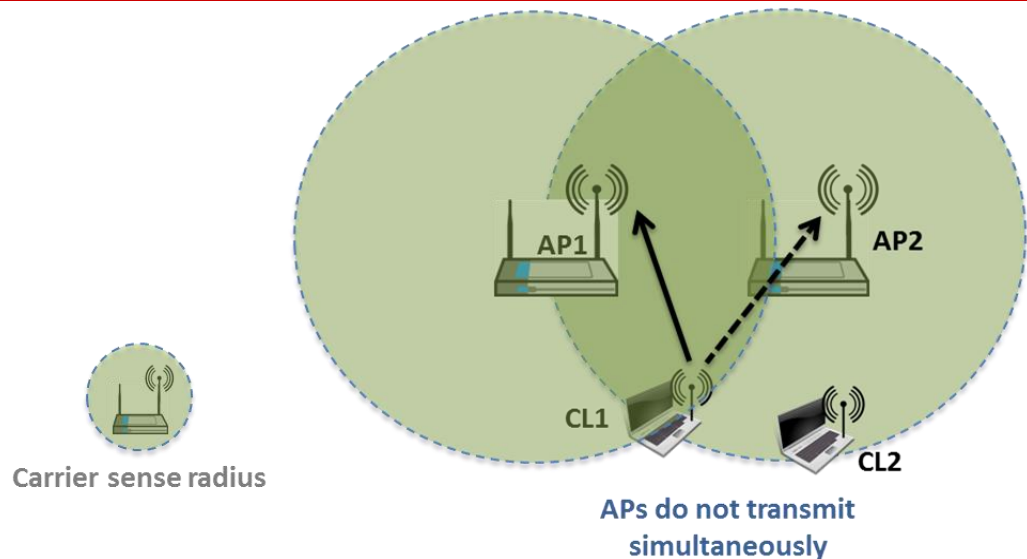 AP1
AP2
CL1
CL2
Carrier sense radius
APs do not transmit
simultaneously